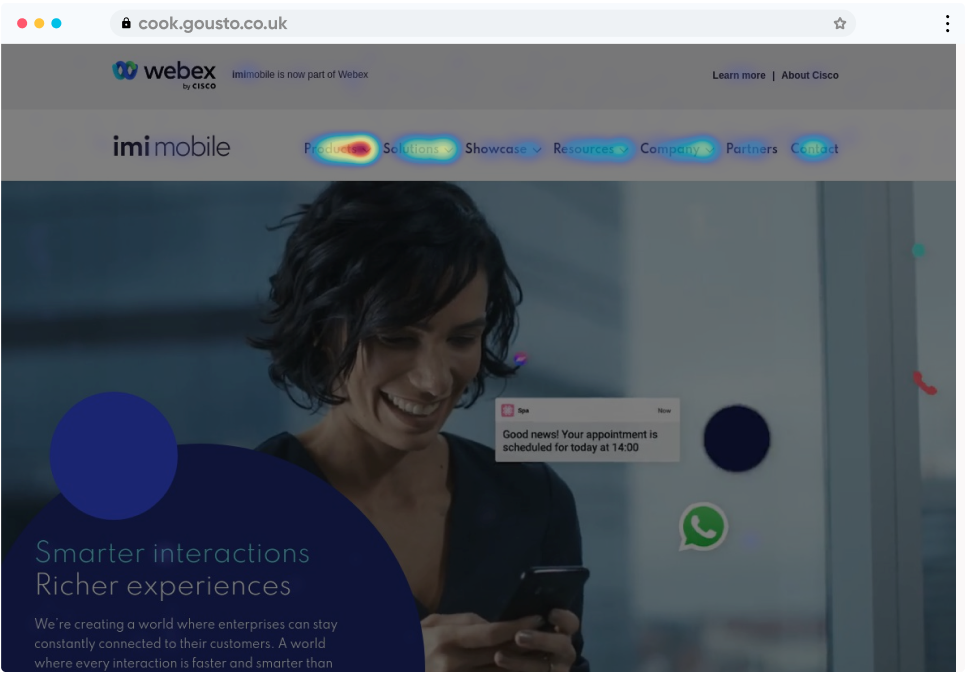 cook.gousto.co.uk
webex
by CISCO
imimobile is now part of Webex
Learn more | About Cisco
imimobile
Products Solutions Showcase Resources Company Partners Contact
Spa Now
Good news! Your appointment is
scheduled for today at 14:00
Smarter interactions
Richer experiences
We're creating a world where enterprises can stay
constantly connected to their customers. A world
where every interaction is faster and smarter than